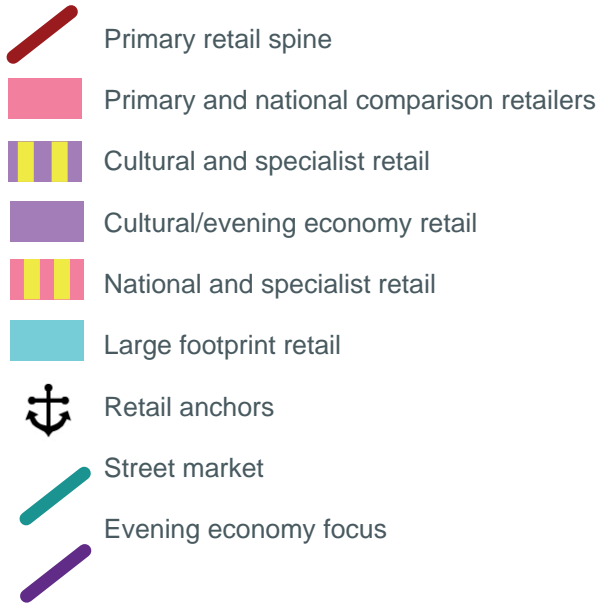 Primary retail spine
Primary and national comparison retailers
Cultural and specialist retail
Cultural/evening economy retail
National and specialist retail
Large footprint retail
Retail anchors
Street market
Evening economy focus